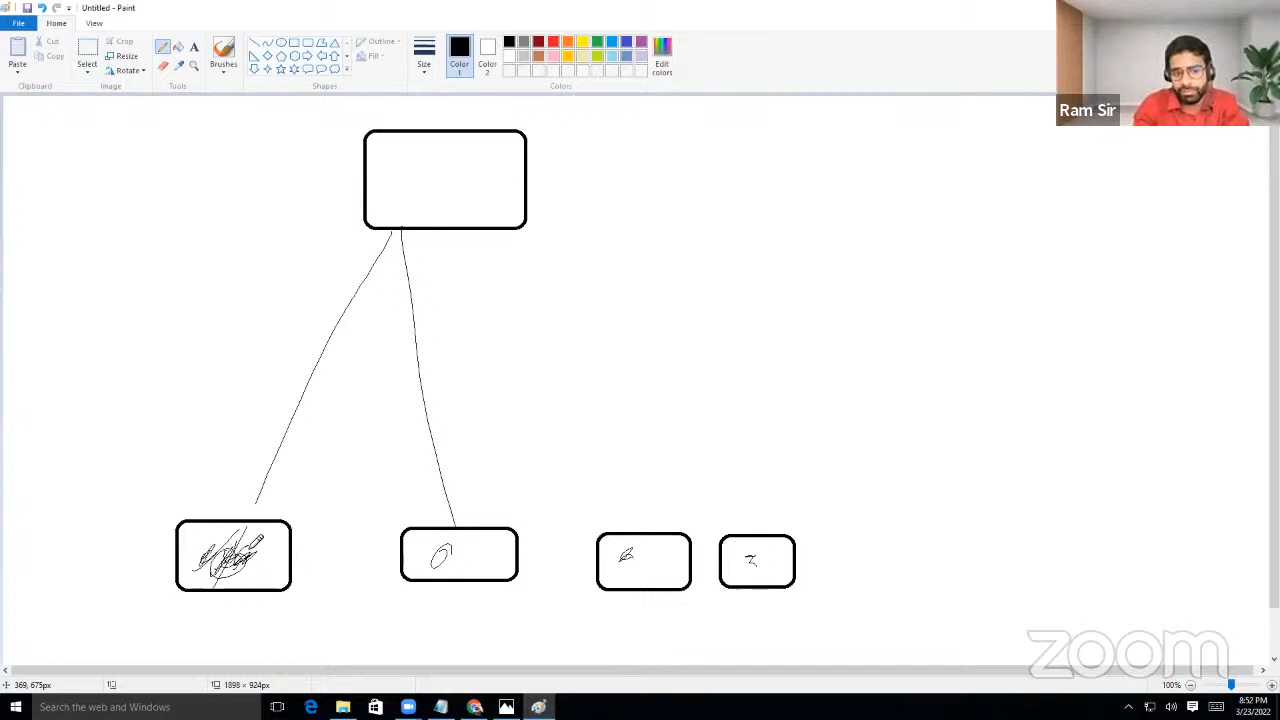 Untitled - Paint
File
Home
View
Paste
Cut
Copy
Clipboard
Select
Crop
Resize
Rotate
Image
Tools
Brushes
Shapes
Outline
Fill
Size
Color 1
Color 2
Colors
Edit colors
Ram Sir
zoom
369, 675px
1898 × 924px
100%
Search the web and Windows
8:52 PM
3/23/2022